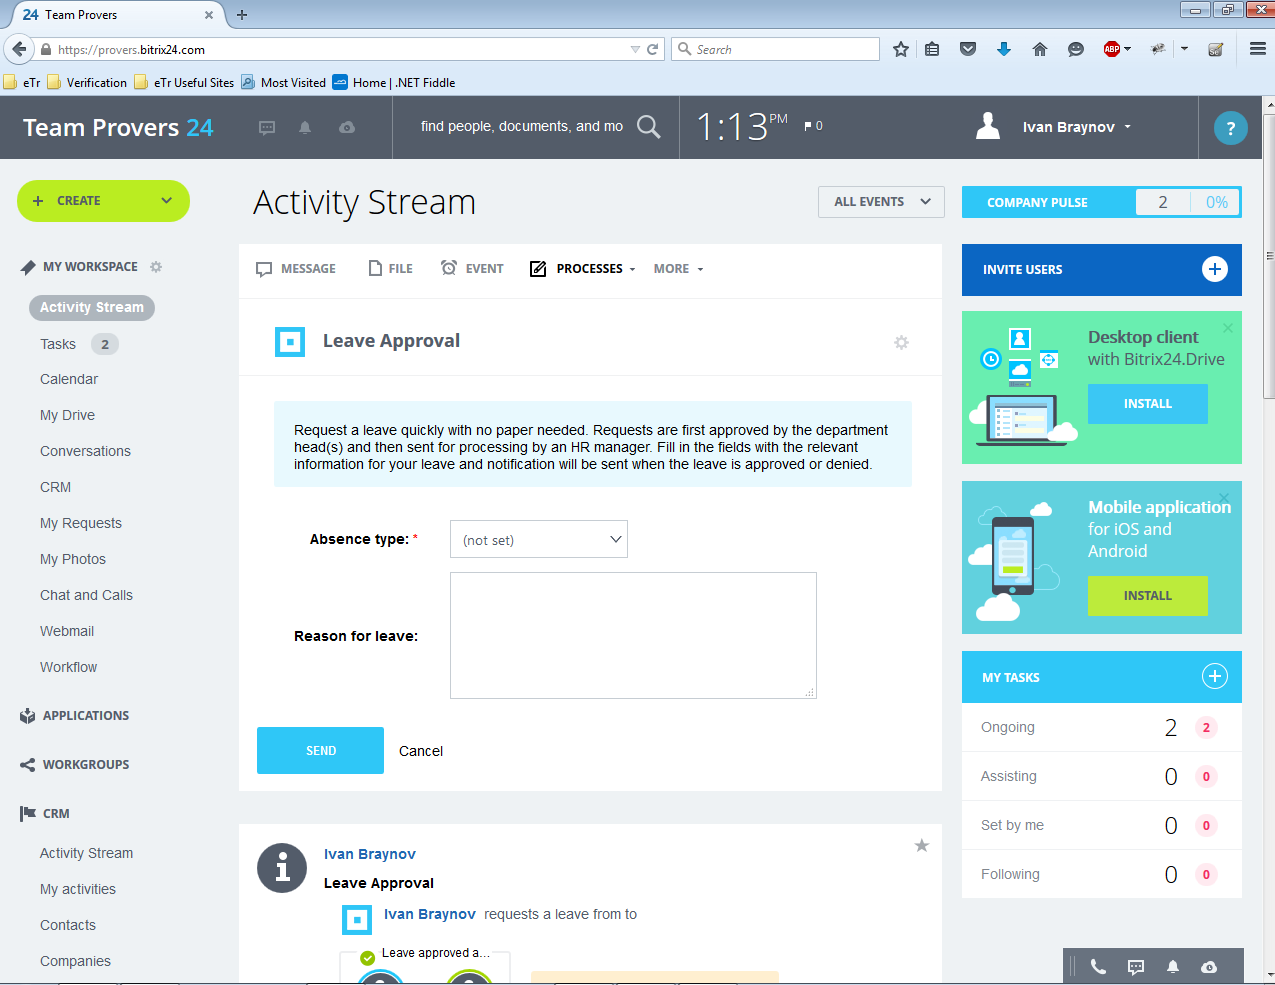 24 Team Provers
https://provers.bitrix24.com
Search
ABP
eTr Verification eTr Useful Sites Most Visited Home | .NET Fiddle
Team Provers 24
find people, documents, and mo
1:13 PM
0
Ivan Braynov
?
+ CREATE
Activity Stream
ALL EVENTS
COMPANY PULSE 2 0%
MY WORKSPACE
Activity Stream
Tasks 2
Calendar
My Drive
Conversations
CRM
My Requests
My Photos
Chat and Calls
Webmail
Workflow
APPLICATIONS
WORKGROUPS
CRM
Activity Stream
My activities
Contacts
Companies
MESSAGE FILE EVENT PROCESSES MORE
Leave Approval
Request a leave quickly with no paper needed. Requests are first approved by the department
head(s) and then sent for processing by an HR manager. Fill in the fields with the relevant
information for your leave and notification will be sent when the leave is approved or denied.
Absence type: *
(not set)
Reason for leave:
SEND Cancel
Ivan Braynov
Leave Approval
Ivan Braynov requests a leave from to
Leave approved a...
INVITE USERS
Desktop client
with Bitrix24.Drive
INSTALL
Mobile application
for iOS and
Android
INSTALL
MY TASKS
Ongoing 2 2
Assisting 0 0
Set by me 0 0
Following 0 0